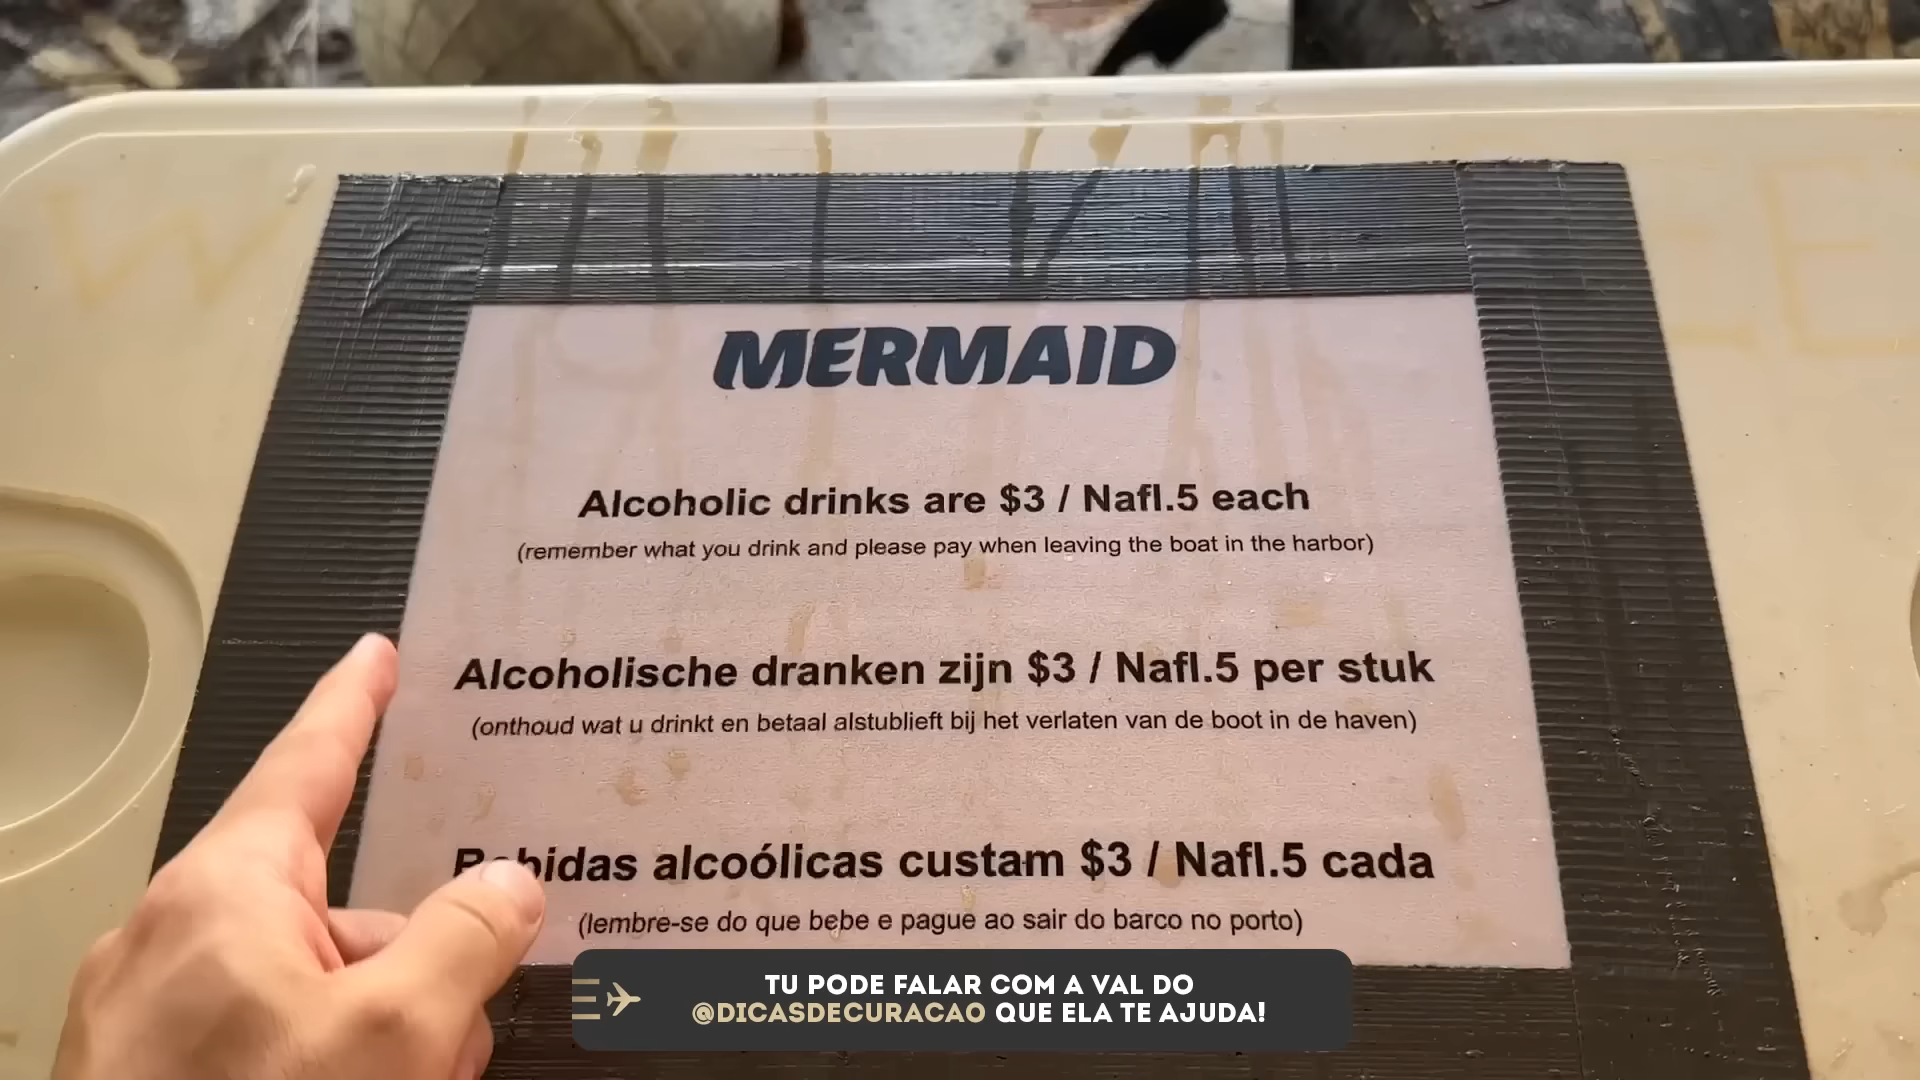 MERMAID
Alcoholic drinks are $3 / Nafl.5 each
(remember what you drink and please pay when leaving the boat in the harbor)
Alcoholische dranken zijn $3 / Nafl.5 per stuk
(onthoud wat u drinkt en betaal alstublieft bij het verlaten van de boot in de haven)
Bebidas alcoólicas custam $3 / Nafl.5 cada
(lembre-se do que bebe e pague ao sair do barco no porto)
TU PODE FALAR COM A VAL DO
@DICASDECURACAO QUE ELA TE AJUDA!